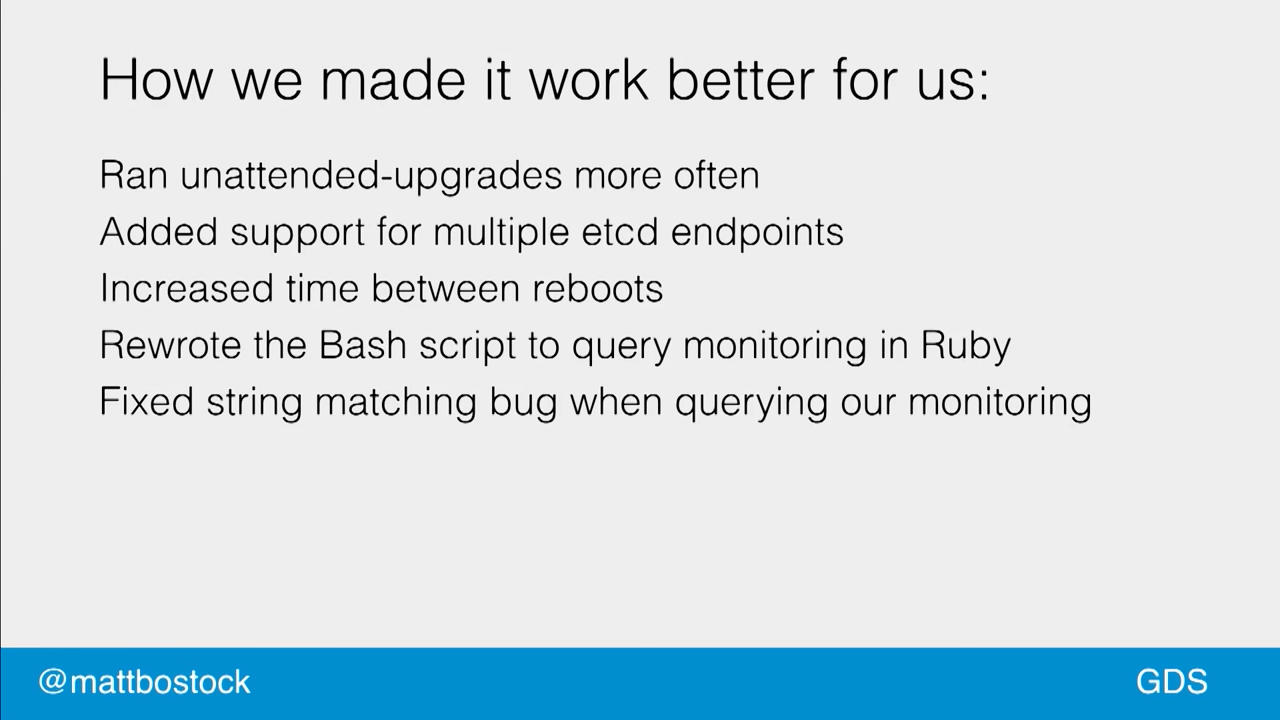 How we made it work better for us:
Ran unattended-upgrades more often
Added support for multiple etcd endpoints
Increased time between reboots
Rewrote the Bash script to query monitoring in Ruby
Fixed string matching bug when querying our monitoring
@mattbostock
GDS